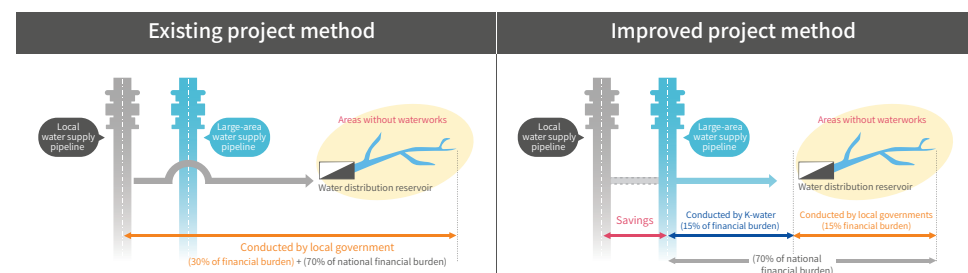 Existing project method
Local
water supply
pipeline
Large-area
water supply
pipeline
Areas without waterworks
Water distribution reservoir
Conducted by local government
(30% of financial burden) + (70% of national financial burden)
Improved project method
Local
water supply
pipeline
Large-area
water supply
pipeline
Areas without waterworks
Water distribution reservoir
Savings
Conducted by K-water
(15% of financial burden)
Conducted by local governments
(15% financial burden)
(70% of national
financial burden)